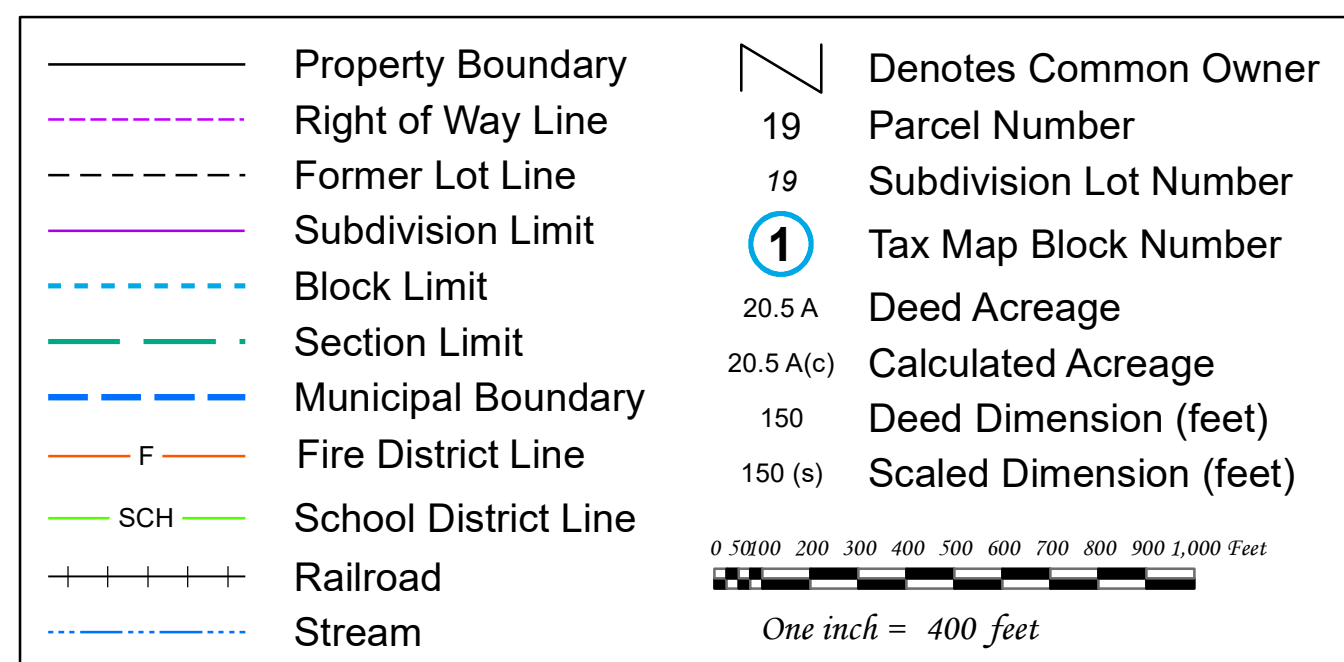 Property Boundary
Right of Way Line
Former Lot Line
Subdivision Limit
Block Limit
Section Limit
Municipal Boundary
F Fire District Line
SCH School District Line
Railroad
Stream
Denotes Common Owner
19 Parcel Number
19 Subdivision Lot Number
1 Tax Map Block Number
20.5 A Deed Acreage
20.5 A(c) Calculated Acreage
150 Deed Dimension (feet)
150 (s) Scaled Dimension (feet)
0 50 100 200 300 400 500 600 700 800 900 1,000 Feet
One inch = 400 feet